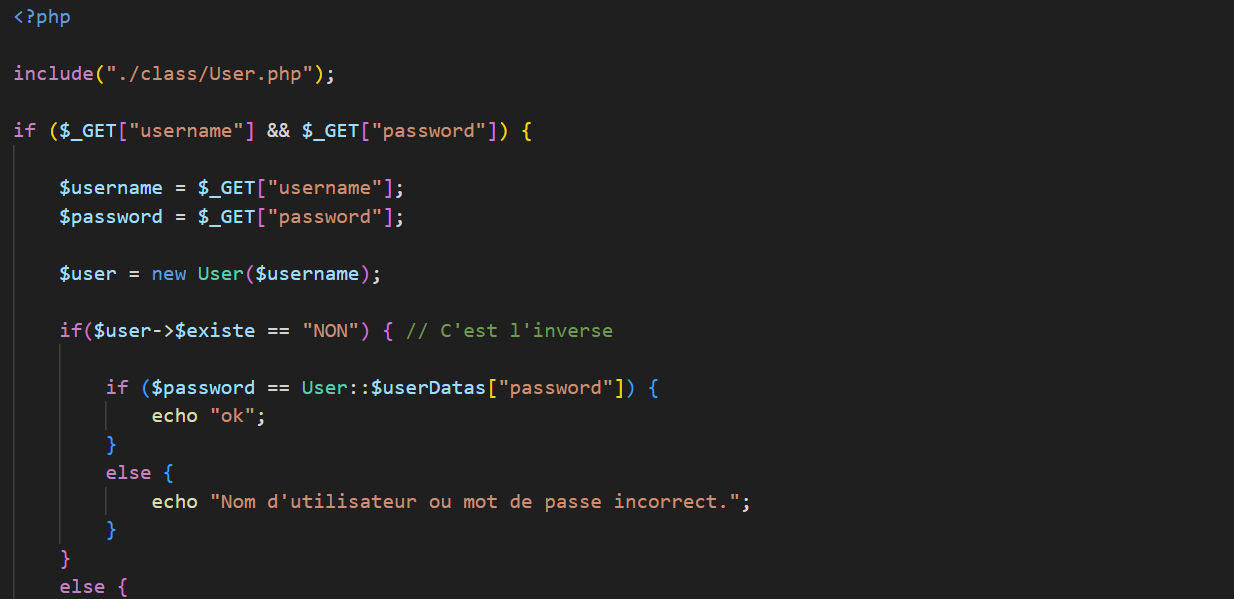 <?php
include("./class/User.php");
if ($_GET["username"] && $_GET["password"]) {
$username = $_GET["username"];
$password = $_GET["password"];
$user = new User($username);
if($user->$existe == "NON") { // C'est l'inverse
if ($password == User::$userDatas["password"]) {
echo "ok";
}
else {
echo "Nom d'utilisateur ou mot de passe incorrect.";
}
}
else {